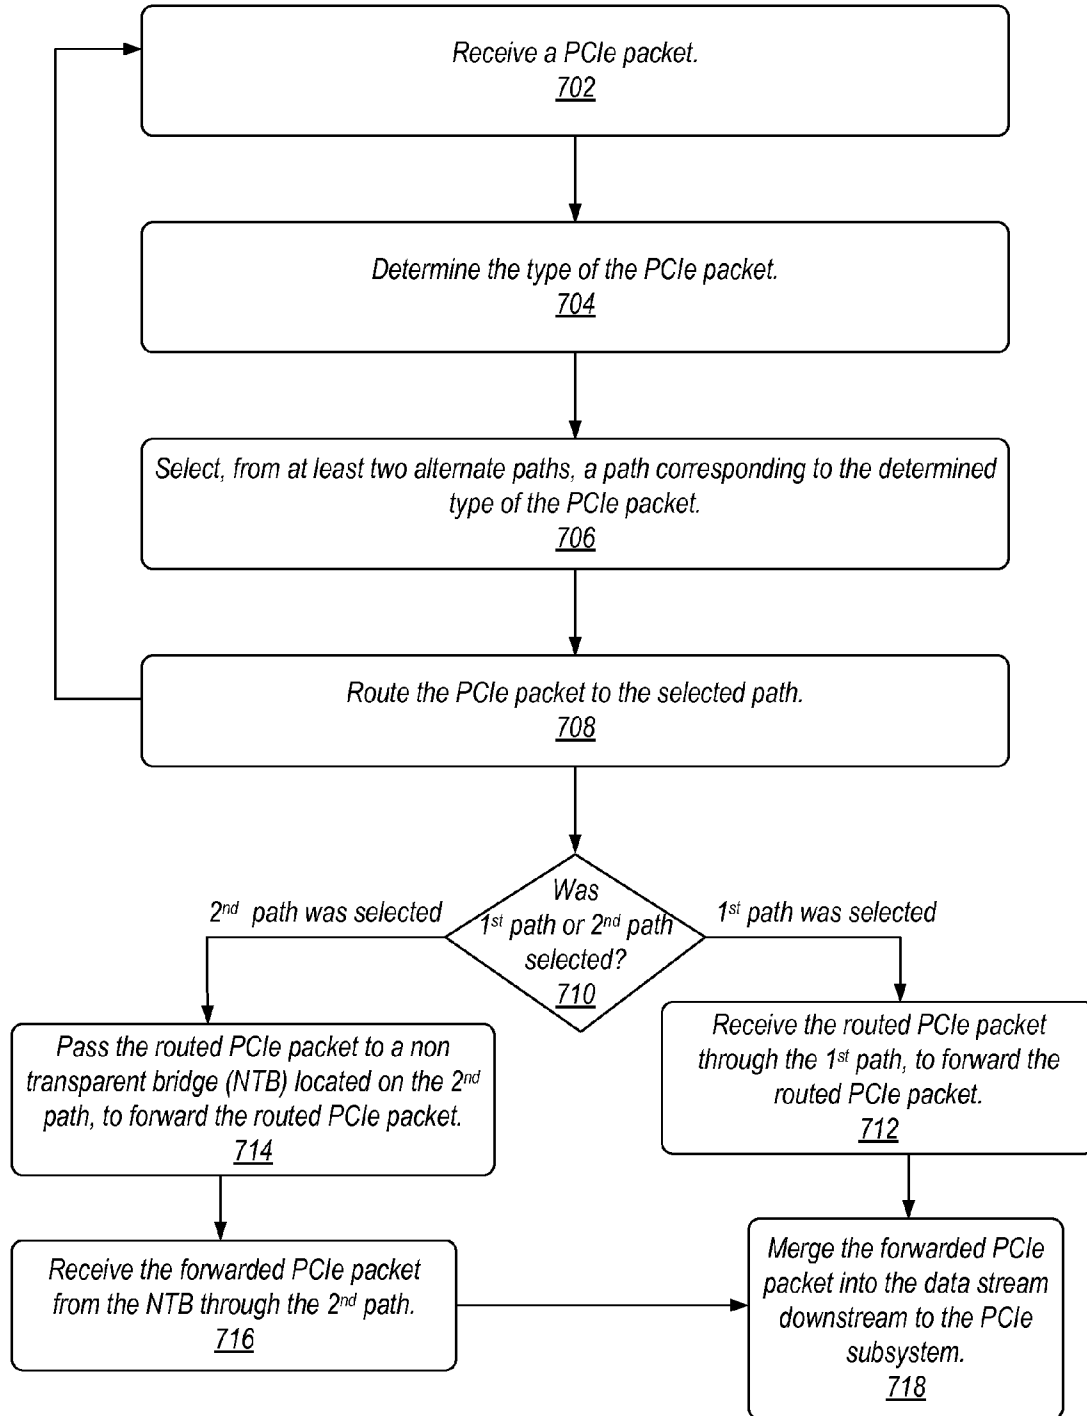 Receive a PCIe packet.
702
Determine the type of the PCIe packet.
704
Select, from at least two alternate paths, a path corresponding to the determined
type of the PCIe packet.
706
Route the PCIe packet to the selected path.
708
Was
1st path or 2nd path
selected?
710
2nd path was selected
1st path was selected
Pass the routed PCIe packet to a non
transparent bridge (NTB) located on the 2nd
path, to forward the routed PCIe packet.
714
Receive the routed PCIe packet
through the 1st path, to forward the
routed PCIe packet.
712
Receive the forwarded PCIe packet
from the NTB through the 2nd path.
716
Merge the forwarded PCIe
packet into the data stream
downstream to the PCIe
subsystem.
718